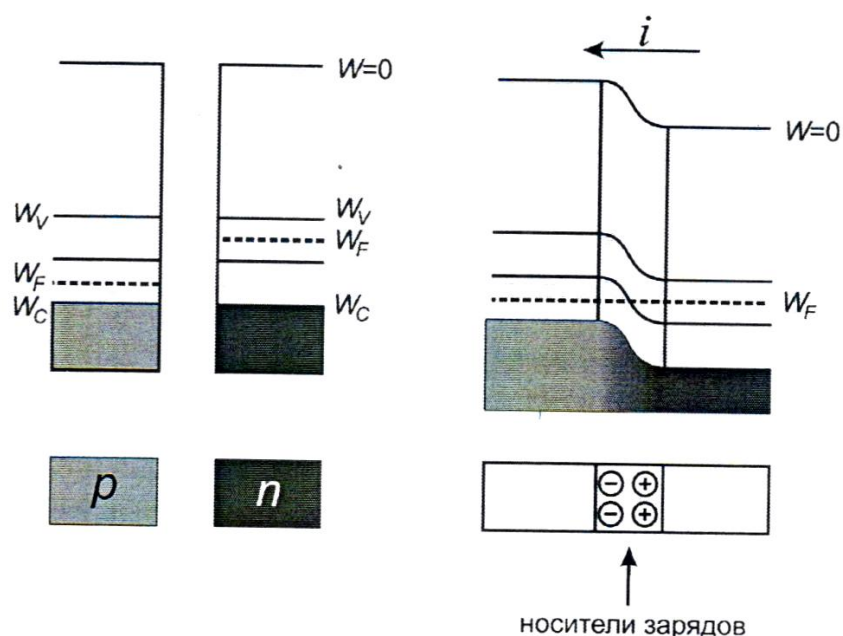 i
W=0
W=0
W_V
W_V
W_F
W_F
W_F
W_C
W_C
p
n
− +
− +
носители зарядов